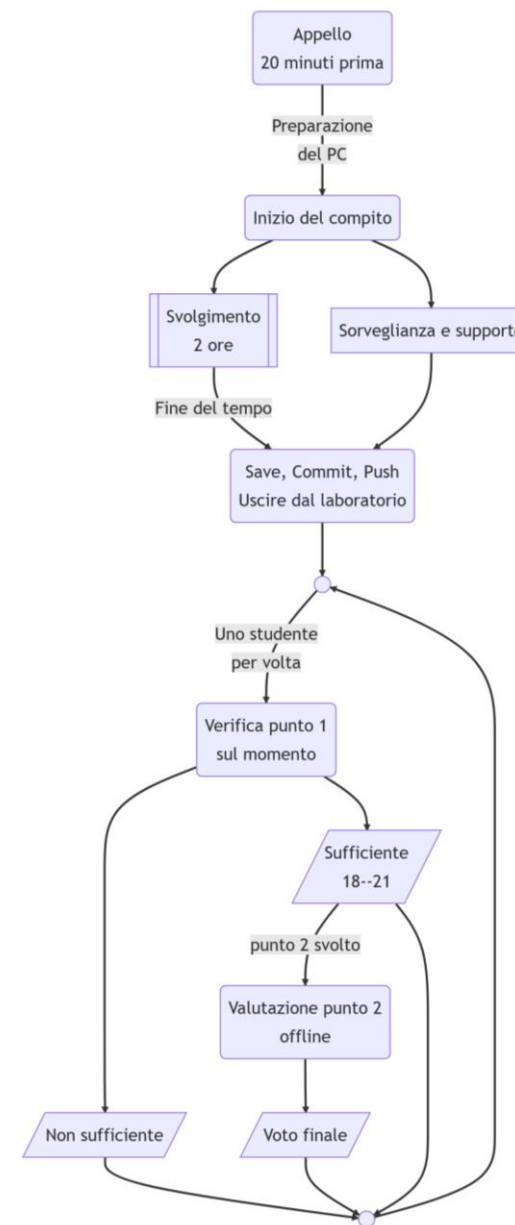 Appello
20 minuti prima
Preparazione
del PC
Inizio del compito
Svolgimento
2 ore
Sorveglianza e supporto
Fine del tempo
Save, Commit, Push
Uscire dal laboratorio
Uno studente
per volta
Verifica punto 1
sul momento
Sufficiente
18--21
punto 2 svolto
Valutazione punto 2
offline
Non sufficiente
Voto finale